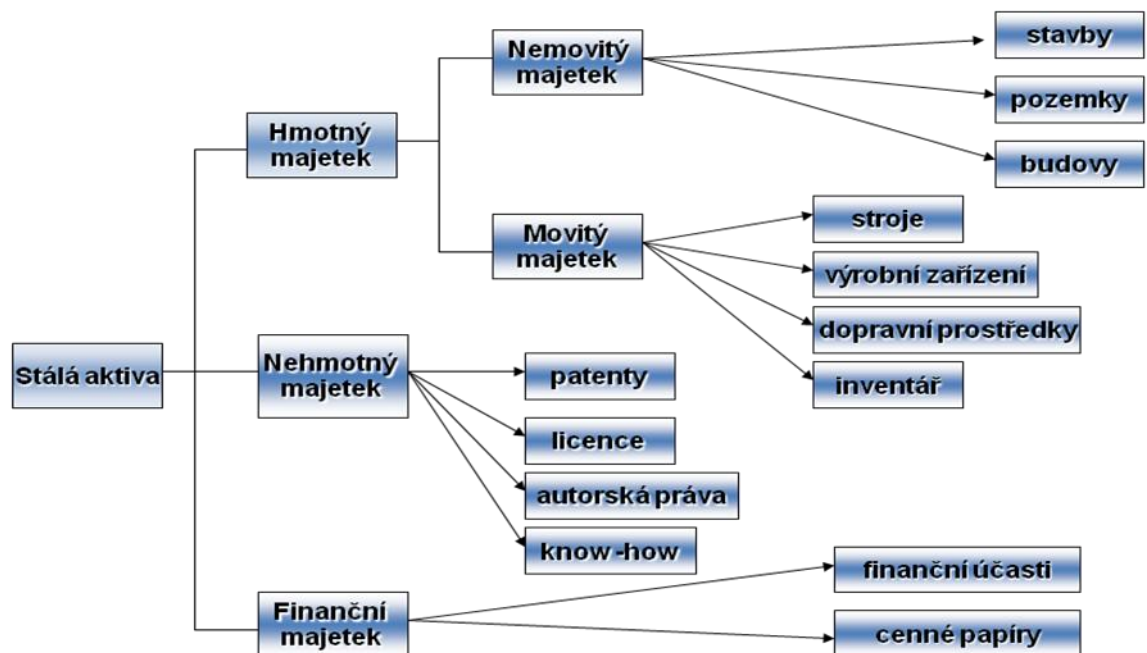 Stálá aktiva
Hmotný
majetek
Nemovitý
majetek
stavby
pozemky
budovy
Movitý
majetek
stroje
výrobní zařízení
dopravní prostředky
inventář
Nehmotný
majetek
patenty
licence
autorská práva
know -how
Finanční
majetek
finanční účasti
cenné papíry